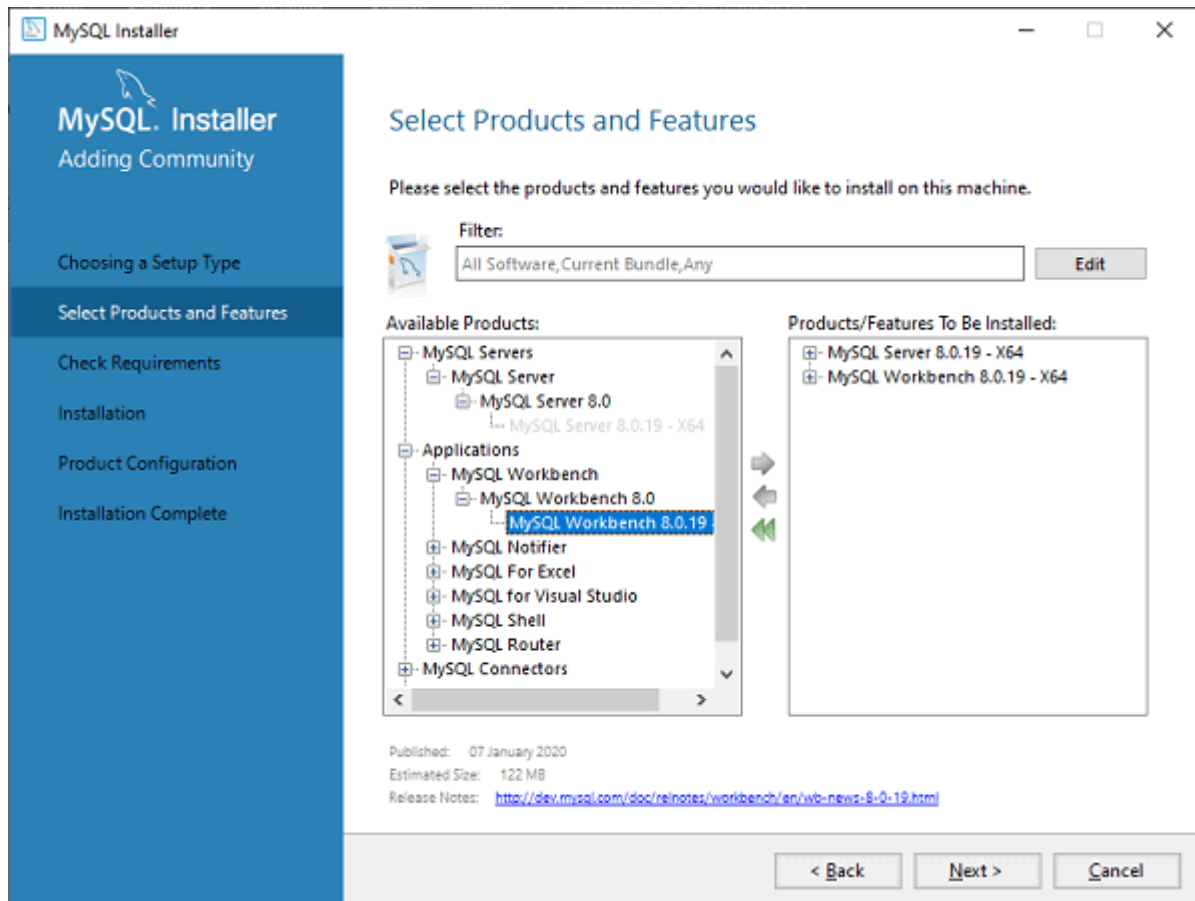 MySQL Installer
MySQL. Installer
Adding Community
Choosing a Setup Type
Select Products and Features
Check Requirements
Installation
Product Configuration
Installation Complete
Select Products and Features
Please select the products and features you would like to install on this machine.
Filter:
All Software,Current Bundle,Any
Edit
Available Products:
MySQL Servers
MySQL Server
MySQL Server 8.0
MySQL Server 8.0.19 - X64
Applications
MySQL Workbench
MySQL Workbench 8.0
MySQL Workbench 8.0.19 -
MySQL Notifier
MySQL For Excel
MySQL for Visual Studio
MySQL Shell
MySQL Router
MySQL Connectors
Products/Features To Be Installed:
MySQL Server 8.0.19 - X64
MySQL Workbench 8.0.19 - X64
Published: 07 January 2020
Estimated Size: 122 MB
Release Notes: http://dev.mysql.com/doc/relnotes/workbench/en/wb-news-8-0-19.html
< Back
Next >
Cancel